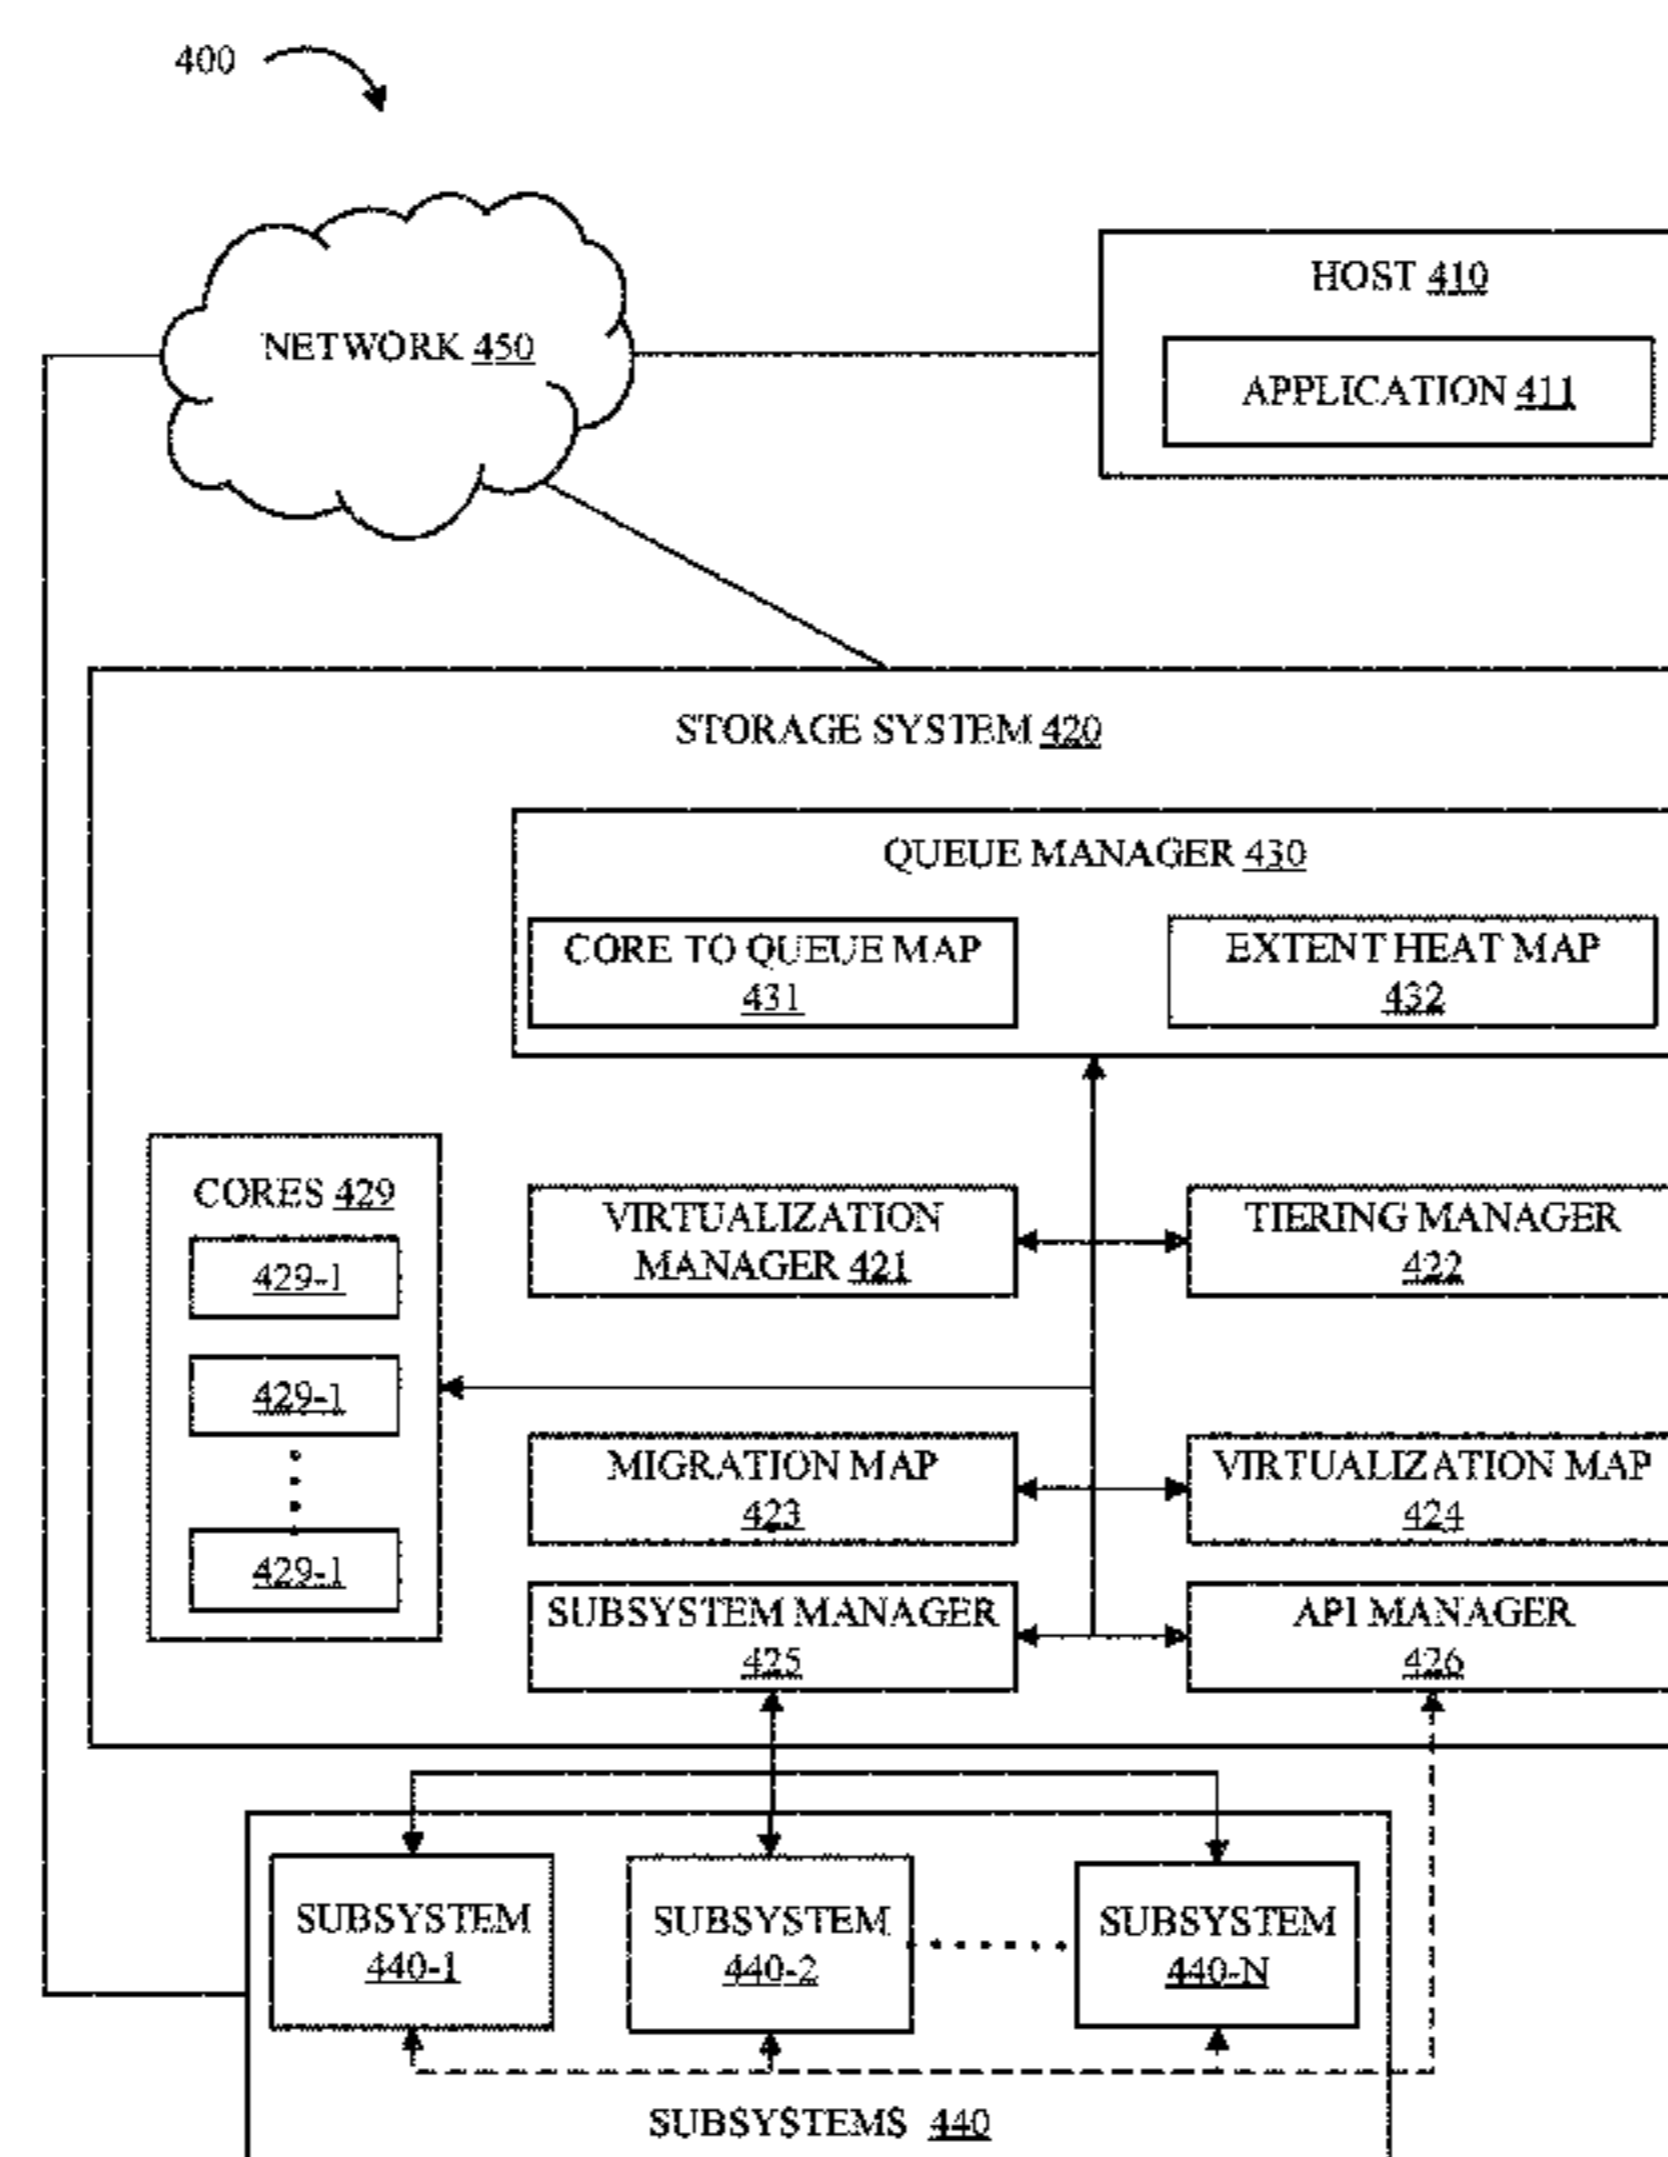 400
NETWORK 450
HOST 410
APPLICATION 411
STORAGE SYSTEM 420
QUEUE MANAGER 430
CORE TO QUEUE MAP
431
EXTENT HEAT MAP
432
CORES 429
429-1
429-1
429-1
VIRTUALIZATION
MANAGER 421
TIERING MANAGER
422
MIGRATION MAP
423
VIRTUALIZATION MAP
424
SUBSYSTEM MANAGER
425
API MANAGER
426
SUBSYSTEM
440-1
SUBSYSTEM
440-2
SUBSYSTEM
440-N
SUBSYSTEMS 440